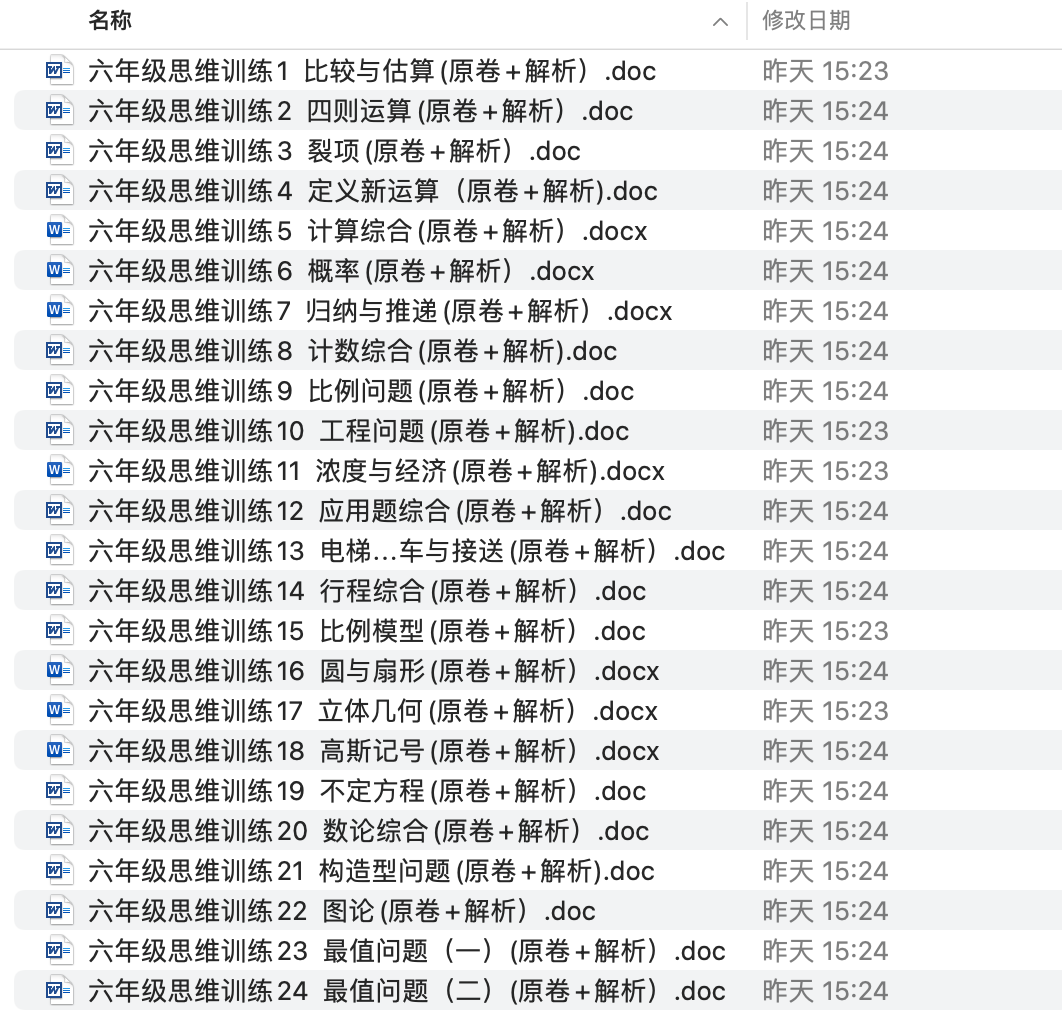 名称 修改日期
六年级思维训练1 比较与估算(原卷+解析）.doc 昨天 15:23
六年级思维训练2 四则运算(原卷+解析）.doc 昨天 15:24
六年级思维训练3 裂项(原卷+解析）.doc 昨天 15:24
六年级思维训练4 定义新运算（原卷+解析).doc 昨天 15:24
六年级思维训练5 计算综合(原卷+解析）.docx 昨天 15:24
六年级思维训练6 概率(原卷+解析）.docx 昨天 15:24
六年级思维训练7 归纳与推递(原卷+解析）.docx 昨天 15:24
六年级思维训练8 计数综合(原卷+解析).doc 昨天 15:24
六年级思维训练9 比例问题(原卷+解析）.doc 昨天 15:24
六年级思维训练10 工程问题(原卷+解析).doc 昨天 15:23
六年级思维训练11 浓度与经济(原卷+解析).docx 昨天 15:23
六年级思维训练12 应用题综合(原卷+解析）.doc 昨天 15:24
六年级思维训练13 电梯...车与接送(原卷+解析）.doc 昨天 15:24
六年级思维训练14 行程综合(原卷+解析）.doc 昨天 15:24
六年级思维训练15 比例模型(原卷+解析）.doc 昨天 15:23
六年级思维训练16 圆与扇形(原卷+解析）.docx 昨天 15:24
六年级思维训练17 立体几何(原卷+解析）.docx 昨天 15:23
六年级思维训练18 高斯记号(原卷+解析）.docx 昨天 15:24
六年级思维训练19 不定方程(原卷+解析）.doc 昨天 15:24
六年级思维训练20 数论综合(原卷+解析）.doc 昨天 15:24
六年级思维训练21 构造型问题(原卷+解析).doc 昨天 15:24
六年级思维训练22 图论(原卷+解析）.doc 昨天 15:24
六年级思维训练23 最值问题（一）(原卷+解析）.doc 昨天 15:24
六年级思维训练24 最值问题（二）(原卷+解析）.doc 昨天 15:24